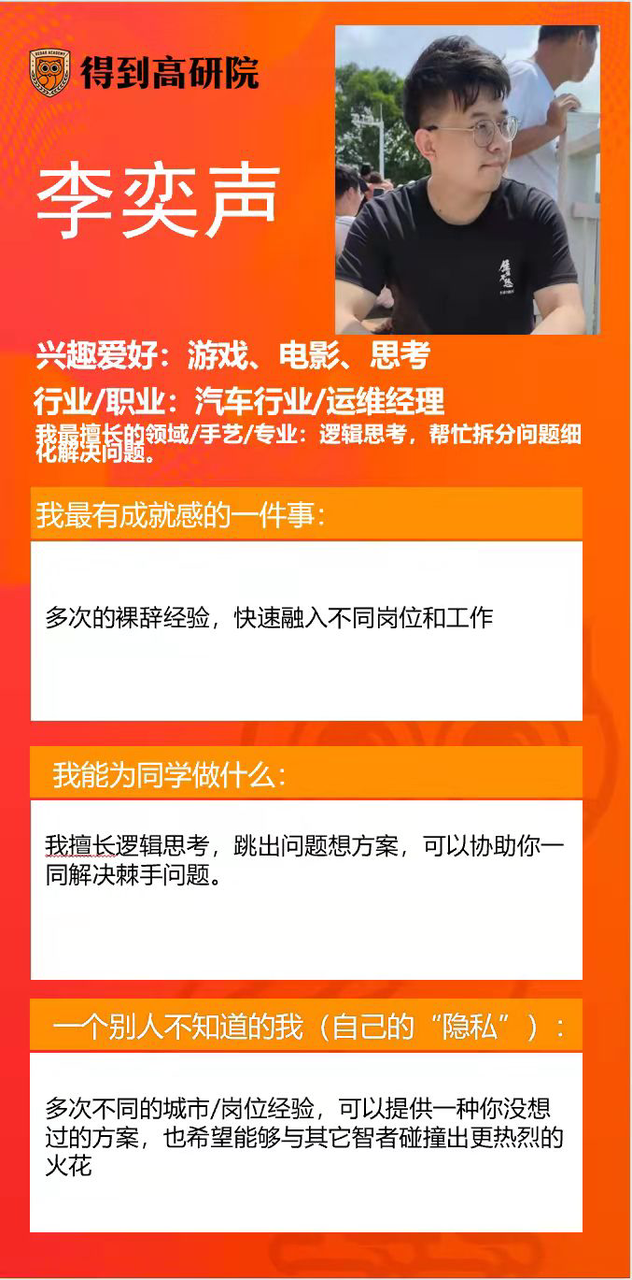 DEDAO ACADEMY
得到高研院
李奕声
兴趣爱好：游戏、电影、思考
行业/职业：汽车行业/运维经理
我最擅长的领域/手艺/专业：逻辑思考，帮忙拆分问题细
化解决问题。
我最有成就感的一件事：
多次的裸辞经验，快速融入不同岗位和工作
我能为同学做什么：
我擅长逻辑思考，跳出问题想方案，可以协助你一
同解决棘手问题。
一个别人不知道的我（自己的“隐私”）：
多次不同的城市/岗位经验，可以提供一种你没想
过的方案，也希望能够与其它智者碰撞出更热烈的
火花